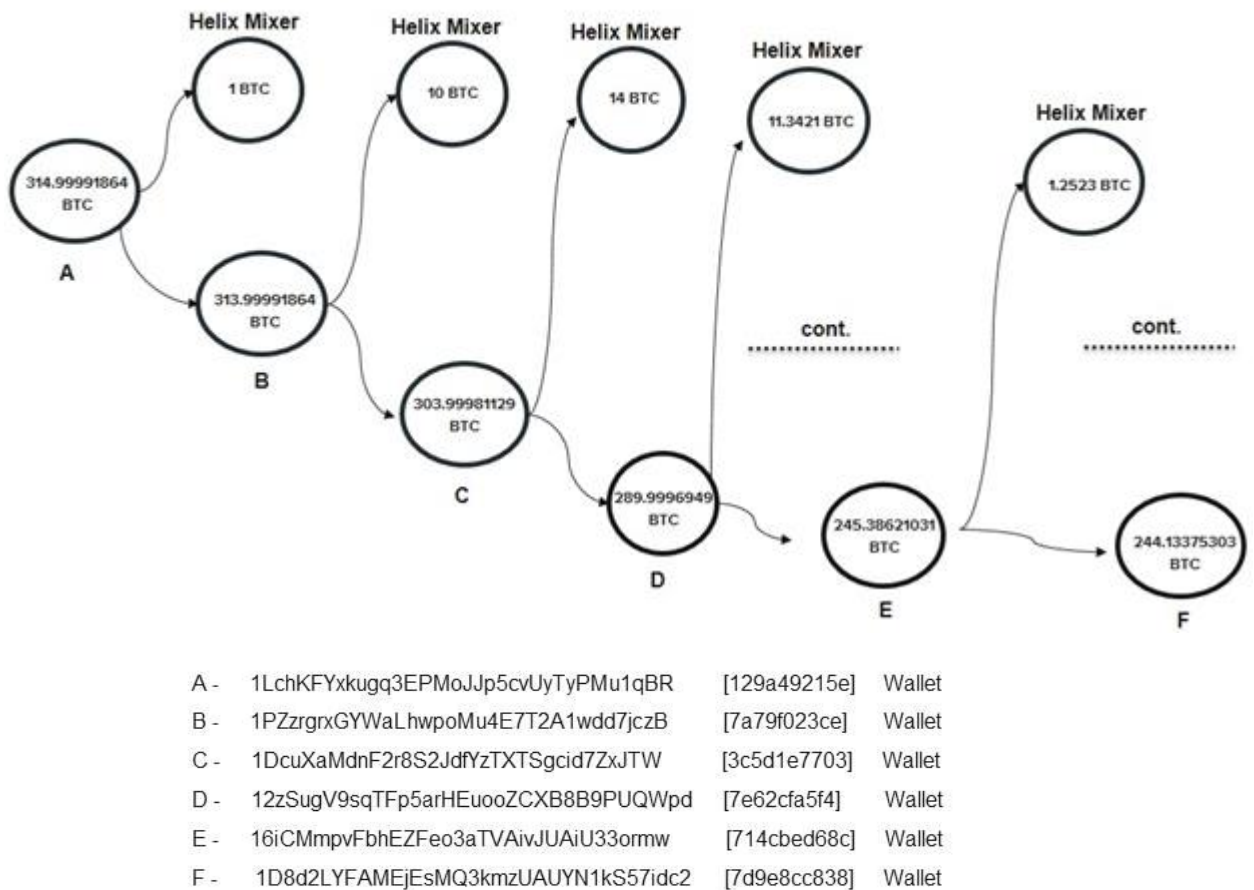 Helix Mixer
1 BTC
Helix Mixer
10 BTC
Helix Mixer
14 BTC
Helix Mixer
11.3421 BTC
Helix Mixer
1.2523 BTC
314.99991864
BTC
A
313.99991864
BTC
B
303.99981129
BTC
C
289.9996949
BTC
D
cont.
245.38621031
BTC
E
cont.
244.13375303
BTC
F
A - 1LchKFYxkugq3EPMoJJp5cvUyTyPMu1qBR [129a49215e] Wallet
B - 1PZzrgrxGYWaLhwpoMu4E7T2A1wdd7jczB [7a79f023ce] Wallet
C - 1DcuXaMdnF2r8S2JdfYzTXTSgcid7ZxJTW [3c5d1e7703] Wallet
D - 12zSugV9sqTFp5arHEuooZCXB8B9PUQWpd [7e62cfa5f4] Wallet
E - 16iCMmpvFbhEZFeo3aTVAivJUAiU33ormw [714cbed68c] Wallet
F - 1D8d2LYFAMEjEsMQ3kmzUAUYN1kS57idc2 [7d9e8cc838] Wallet